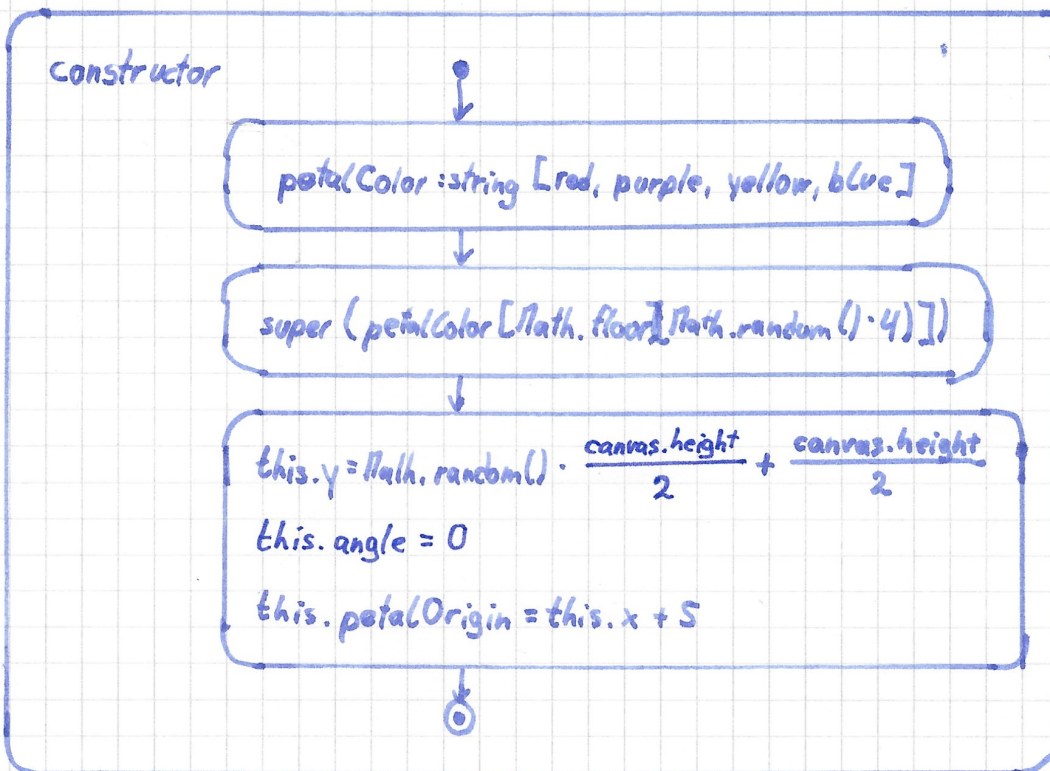 constructor
petalColor:string [red, purple, yellow, blue]
super (petalColor[Math.floor](Math.random()·4)])
this.y = Math.random() · canvas.height/2 + canvas.height/2
this.angle = 0
this.petalOrigin = this.x + 5